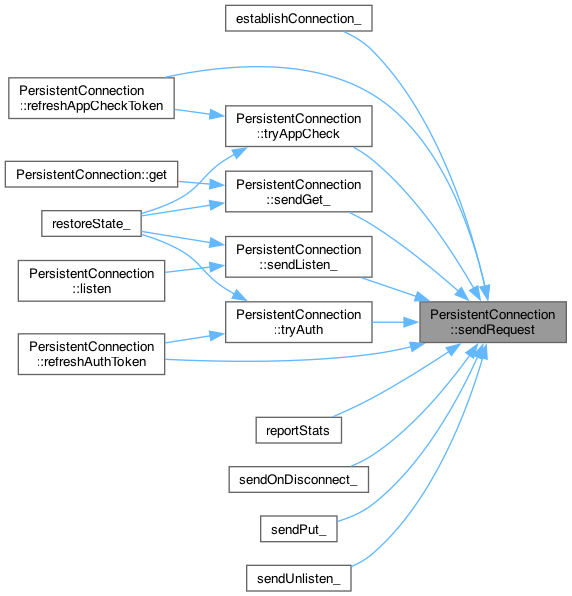 establishConnection_
PersistentConnection
::refreshAppCheckToken
PersistentConnection
::tryAppCheck
PersistentConnection::get
PersistentConnection
::sendGet_
restoreState_
PersistentConnection
::sendListen_
PersistentConnection
::listen
PersistentConnection
::tryAuth
PersistentConnection
::sendRequest
PersistentConnection
::refreshAuthToken
reportStats
sendOnDisconnect_
sendPut_
sendUnlisten_